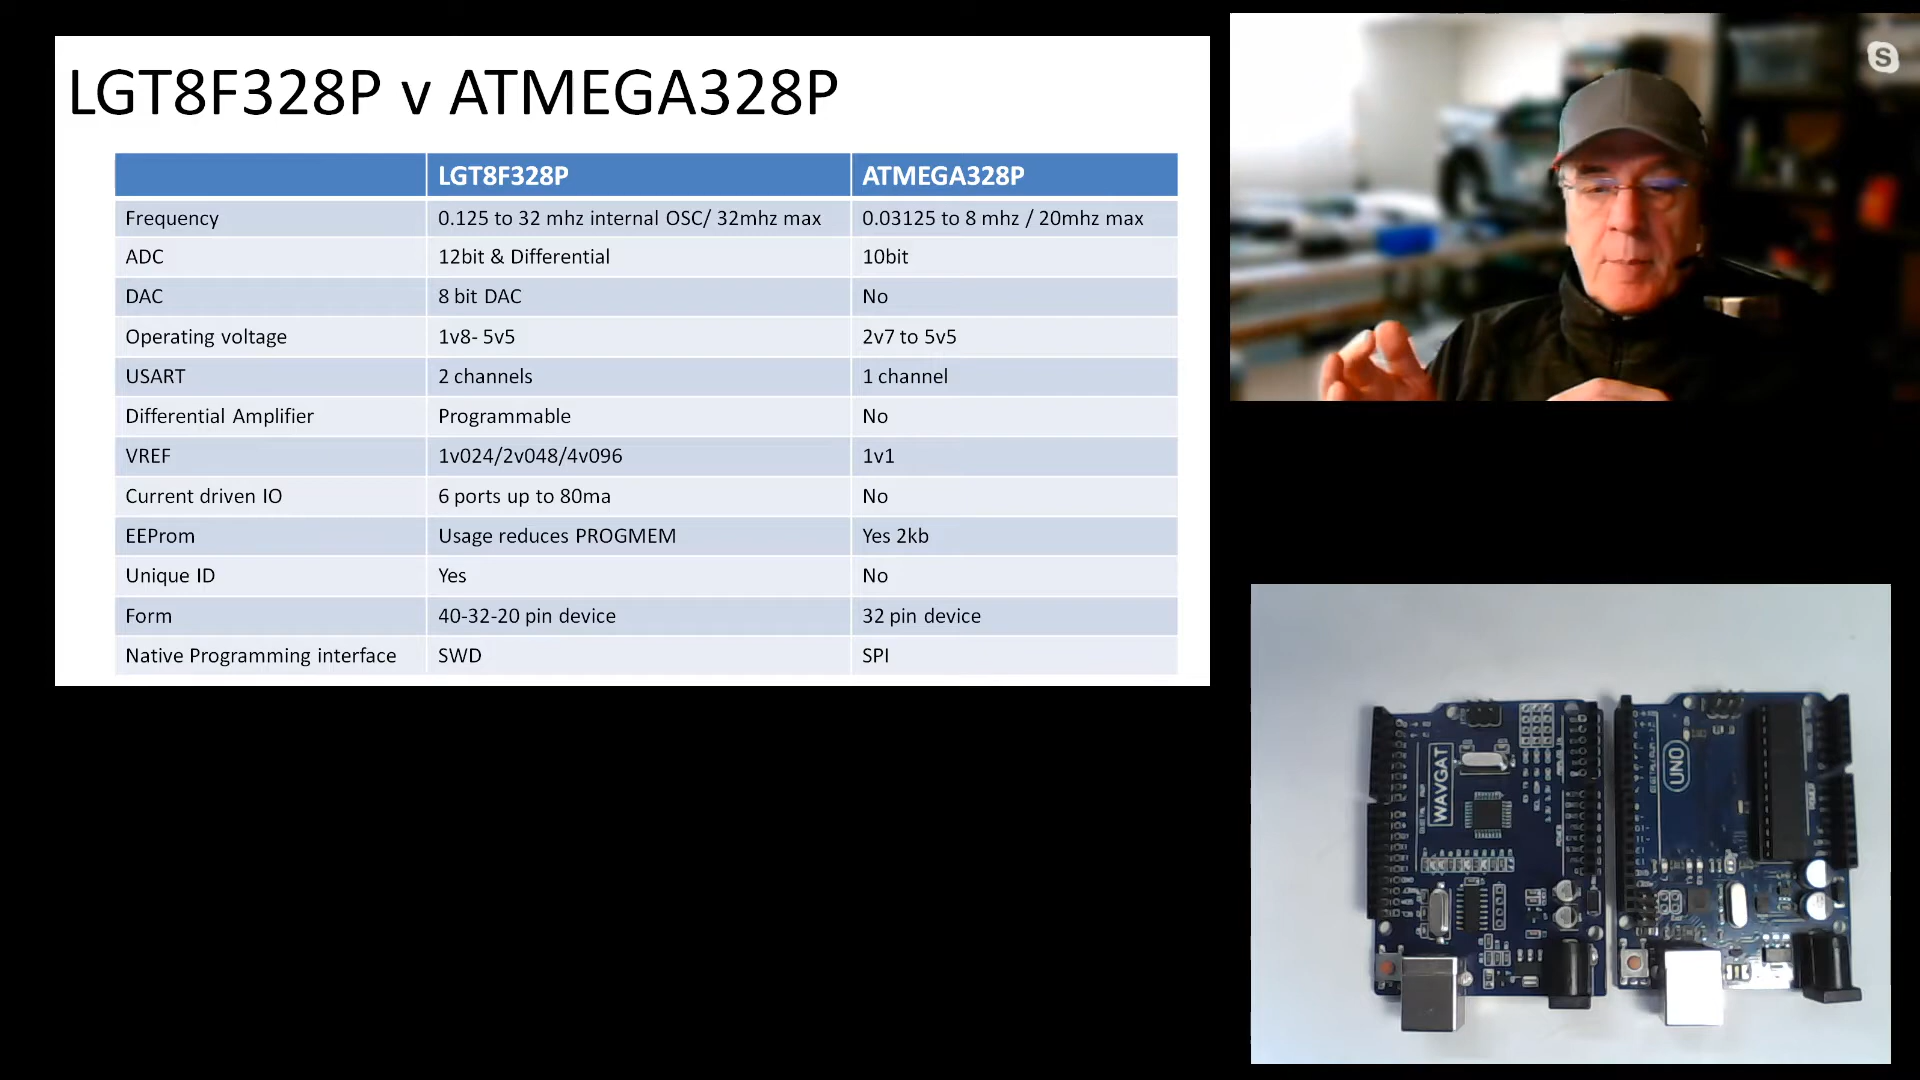 LGT8F328P v ATMEGA328P
LGT8F328P ATMEGA328P
Frequency 0.125 to 32 mhz internal OSC/ 32mhz max 0.03125 to 8 mhz / 20mhz max
ADC 12bit & Differential 10bit
DAC 8 bit DAC No
Operating voltage 1v8- 5v5 2v7 to 5v5
USART 2 channels 1 channel
Differential Amplifier Programmable No
VREF 1v024/2v048/4v096 1v1
Current driven IO 6 ports up to 80ma No
EEProm Usage reduces PROGMEM Yes 2kb
Unique ID Yes No
Form 40-32-20 pin device 32 pin device
Native Programming interface SWD SPI
S
WAVGAT
UNO